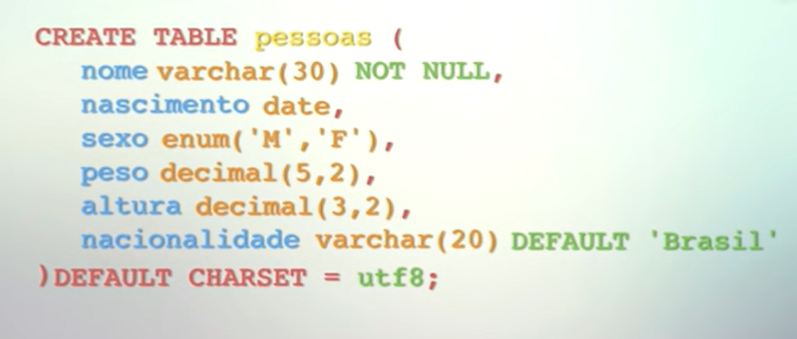 CREATE TABLE pessoas (
nome varchar(30) NOT NULL,
nascimento date,
sexo enum('M','F'),
peso decimal(5,2),
altura decimal(3,2),
nacionalidade varchar(20) DEFAULT 'Brasil'
)DEFAULT CHARSET = utf8;